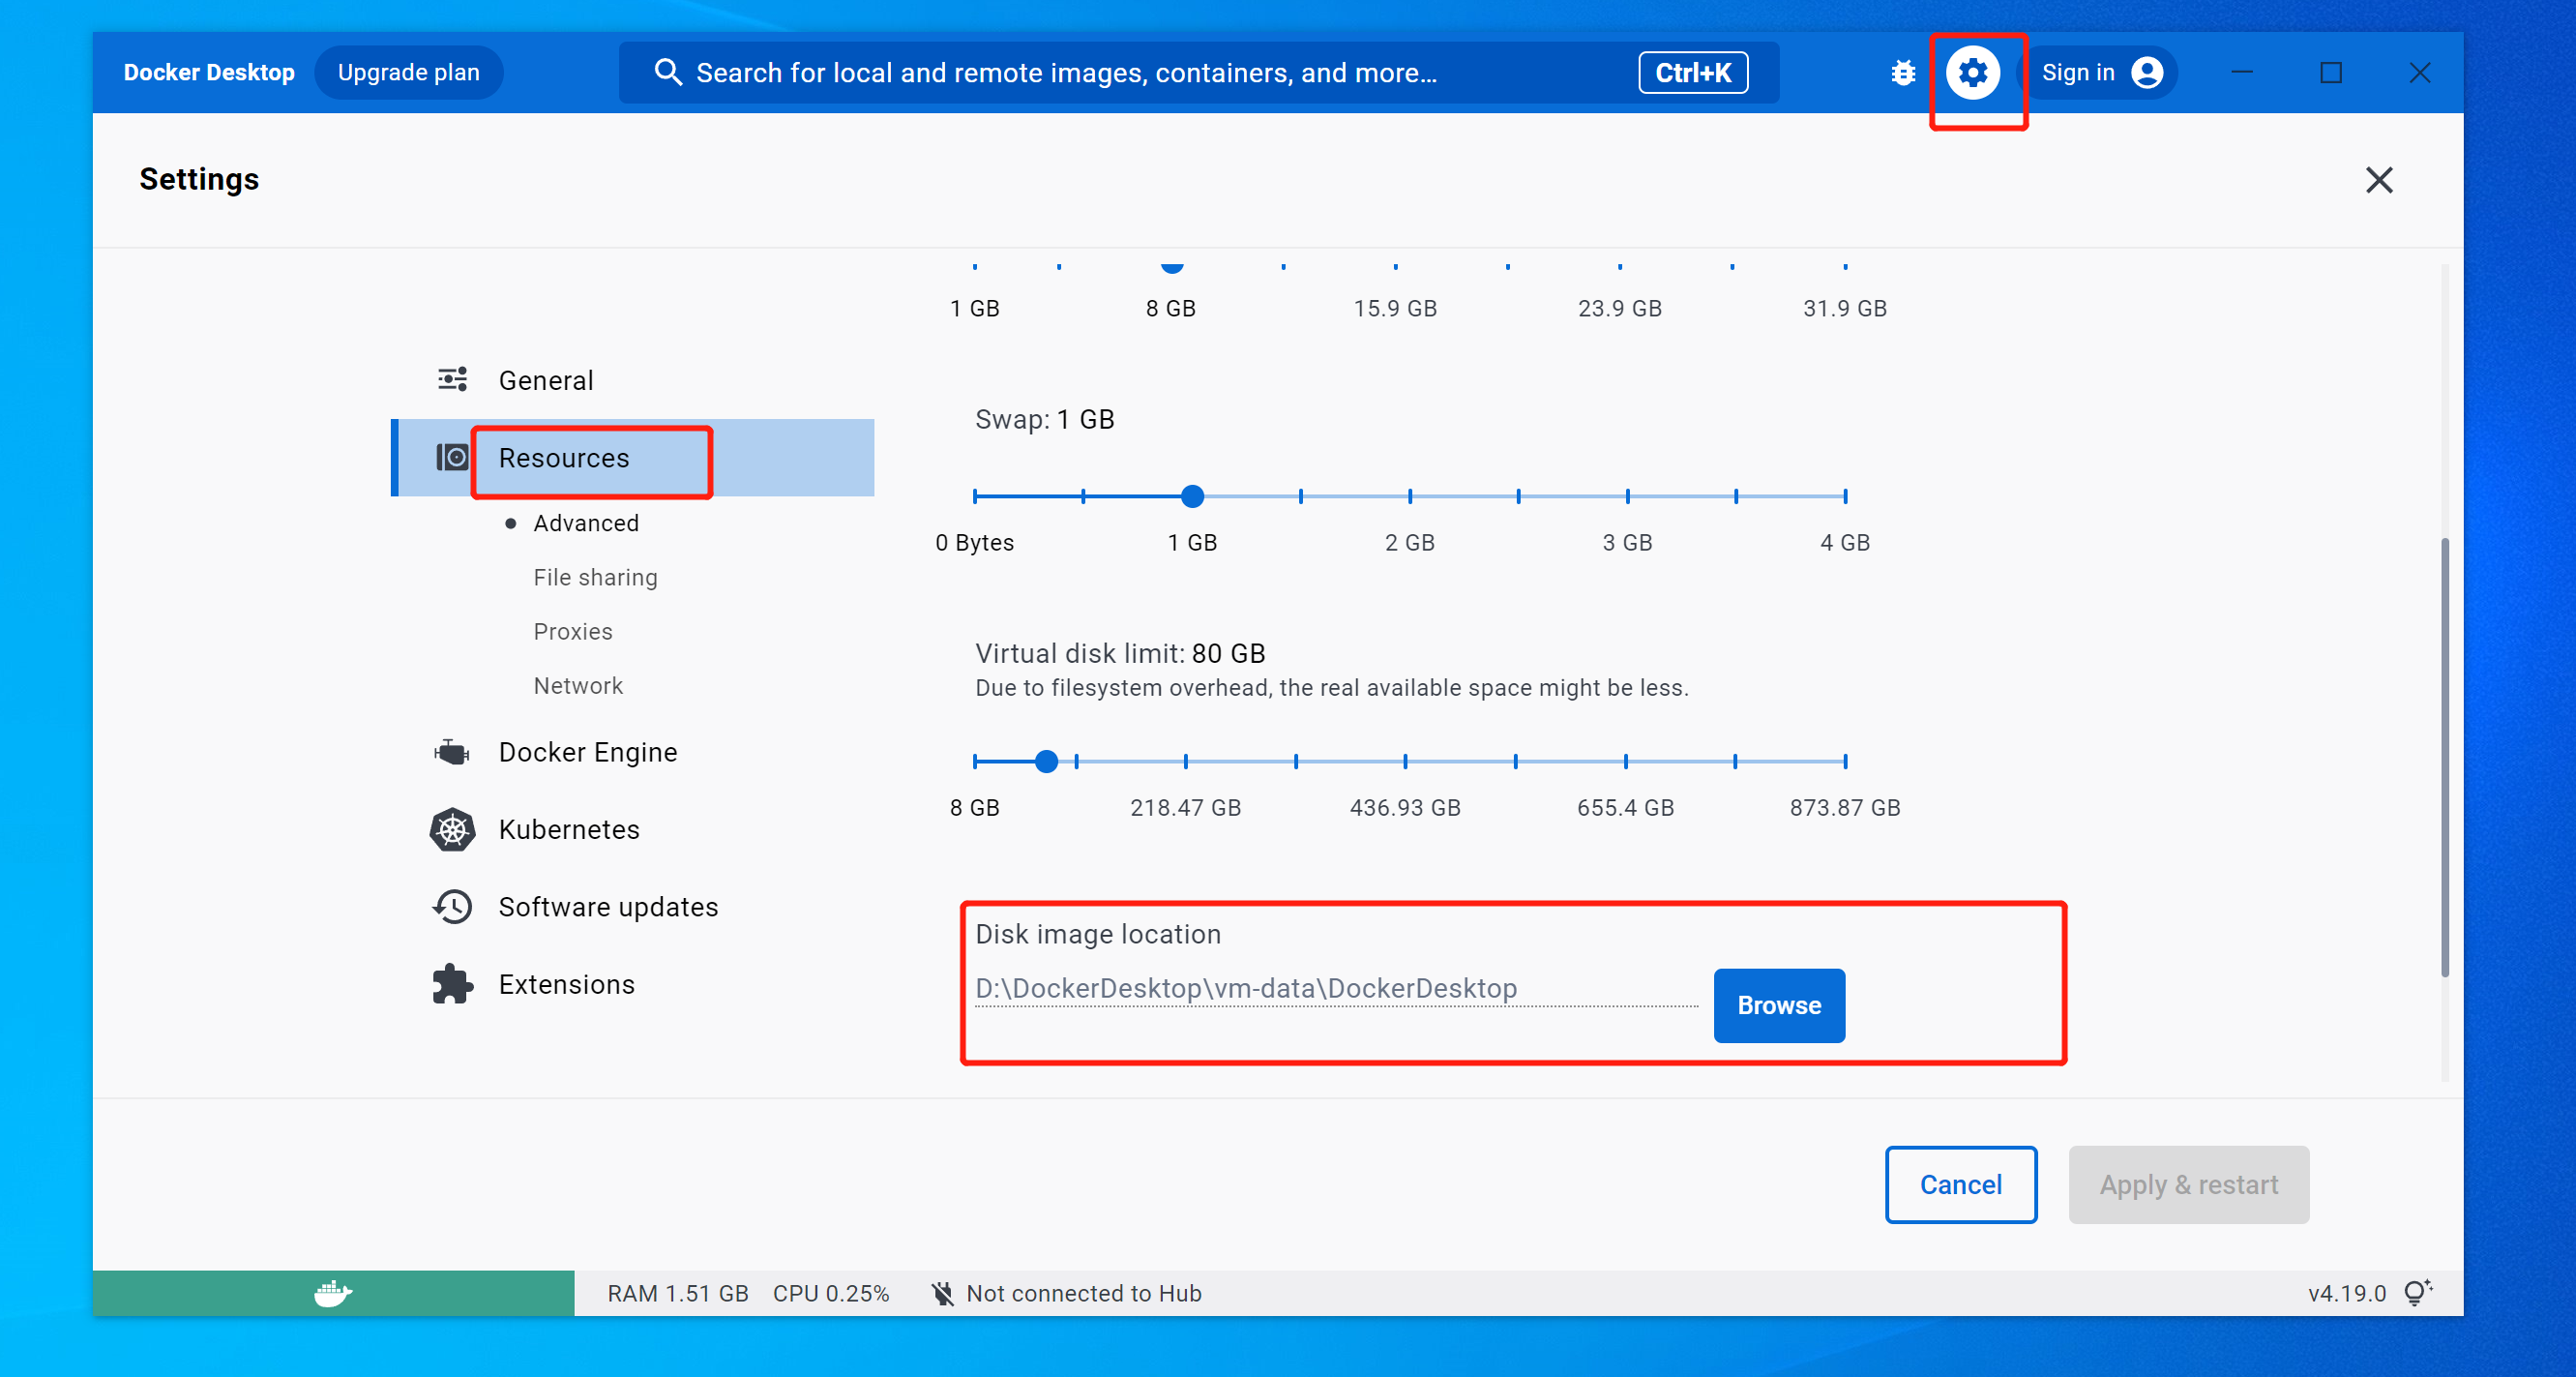 Docker Desktop
Upgrade plan
Search for local and remote images, containers, and more...
Ctrl+K
Sign in
Settings
1 GB
8 GB
15.9 GB
23.9 GB
31.9 GB
General
Resources
Advanced
File sharing
Proxies
Network
Docker Engine
Kubernetes
Software updates
Extensions
Swap: 1 GB
0 Bytes
1 GB
2 GB
3 GB
4 GB
Virtual disk limit: 80 GB
Due to filesystem overhead, the real available space might be less.
8 GB
218.47 GB
436.93 GB
655.4 GB
873.87 GB
Disk image location
D:\DockerDesktop\vm-data\DockerDesktop
Browse
Cancel
Apply & restart
RAM 1.51 GB
CPU 0.25%
Not connected to Hub
v4.19.0